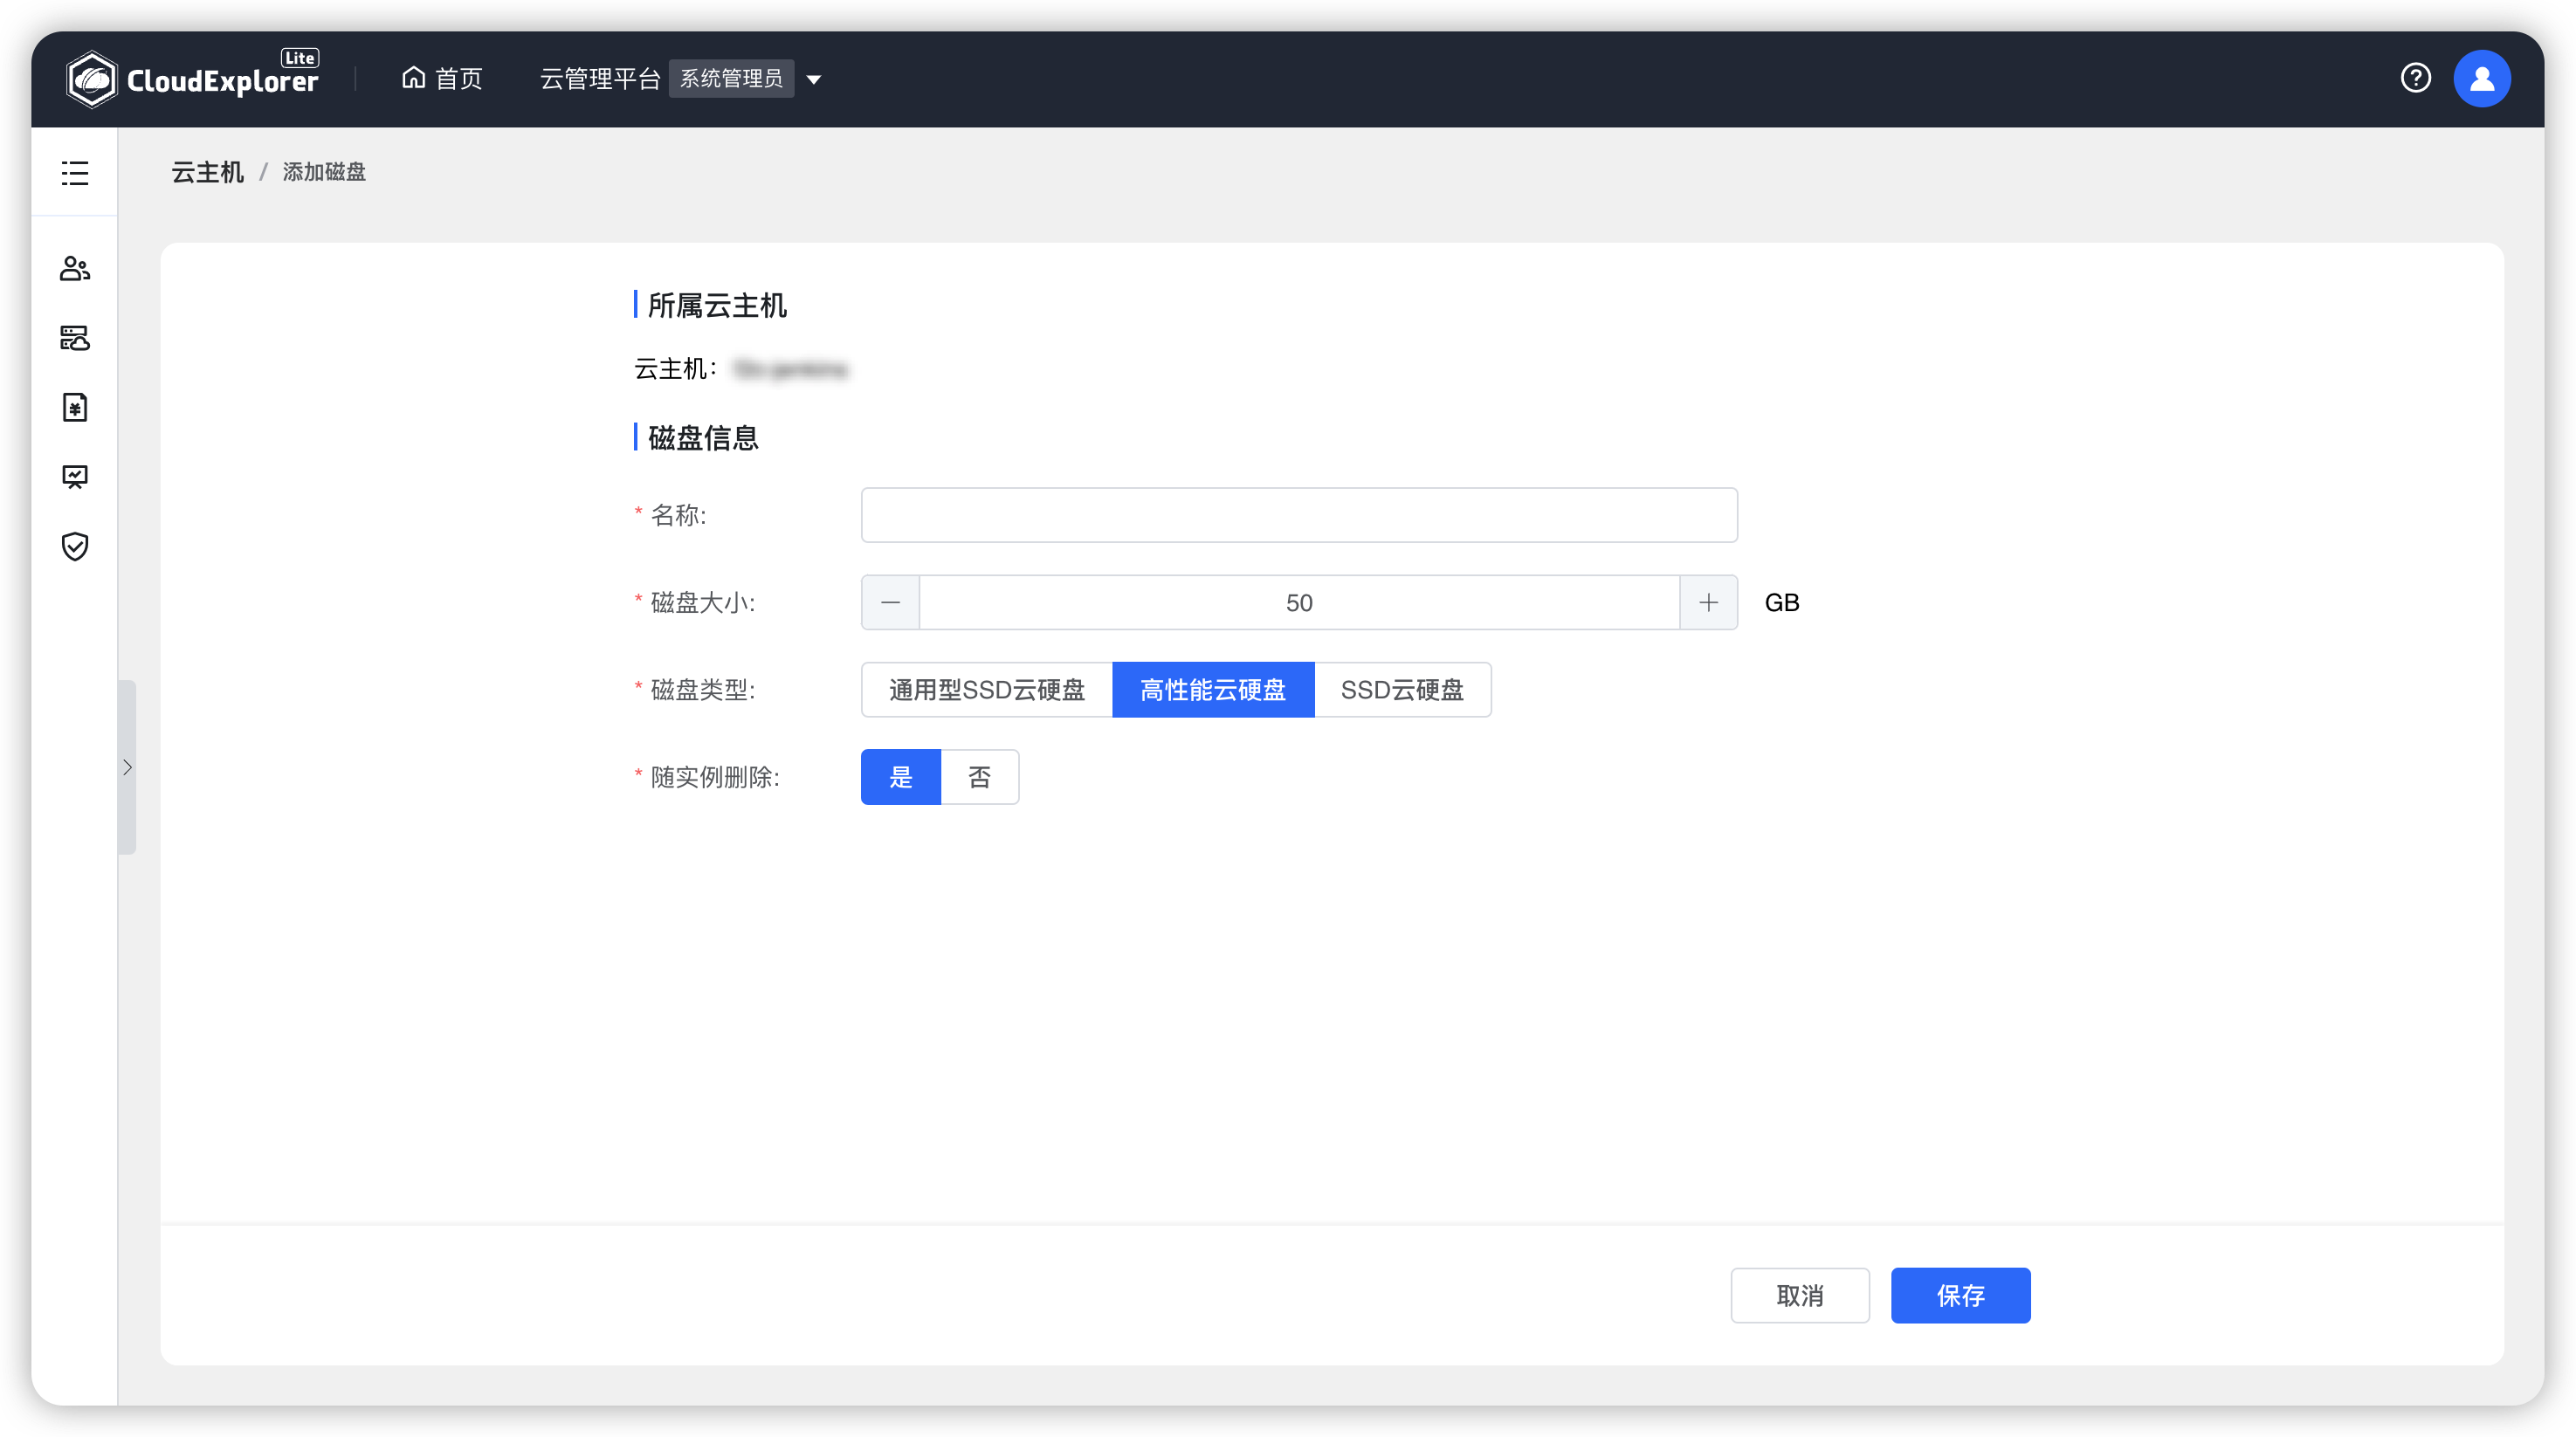 CloudExplorer Lite
首页
云管理平台 系统管理员
云主机 / 添加磁盘
所属云主机
云主机：
磁盘信息
* 名称:
* 磁盘大小: 50 GB
* 磁盘类型: 通用型SSD云硬盘 高性能云硬盘 SSD云硬盘
* 随实例删除: 是 否
取消 保存